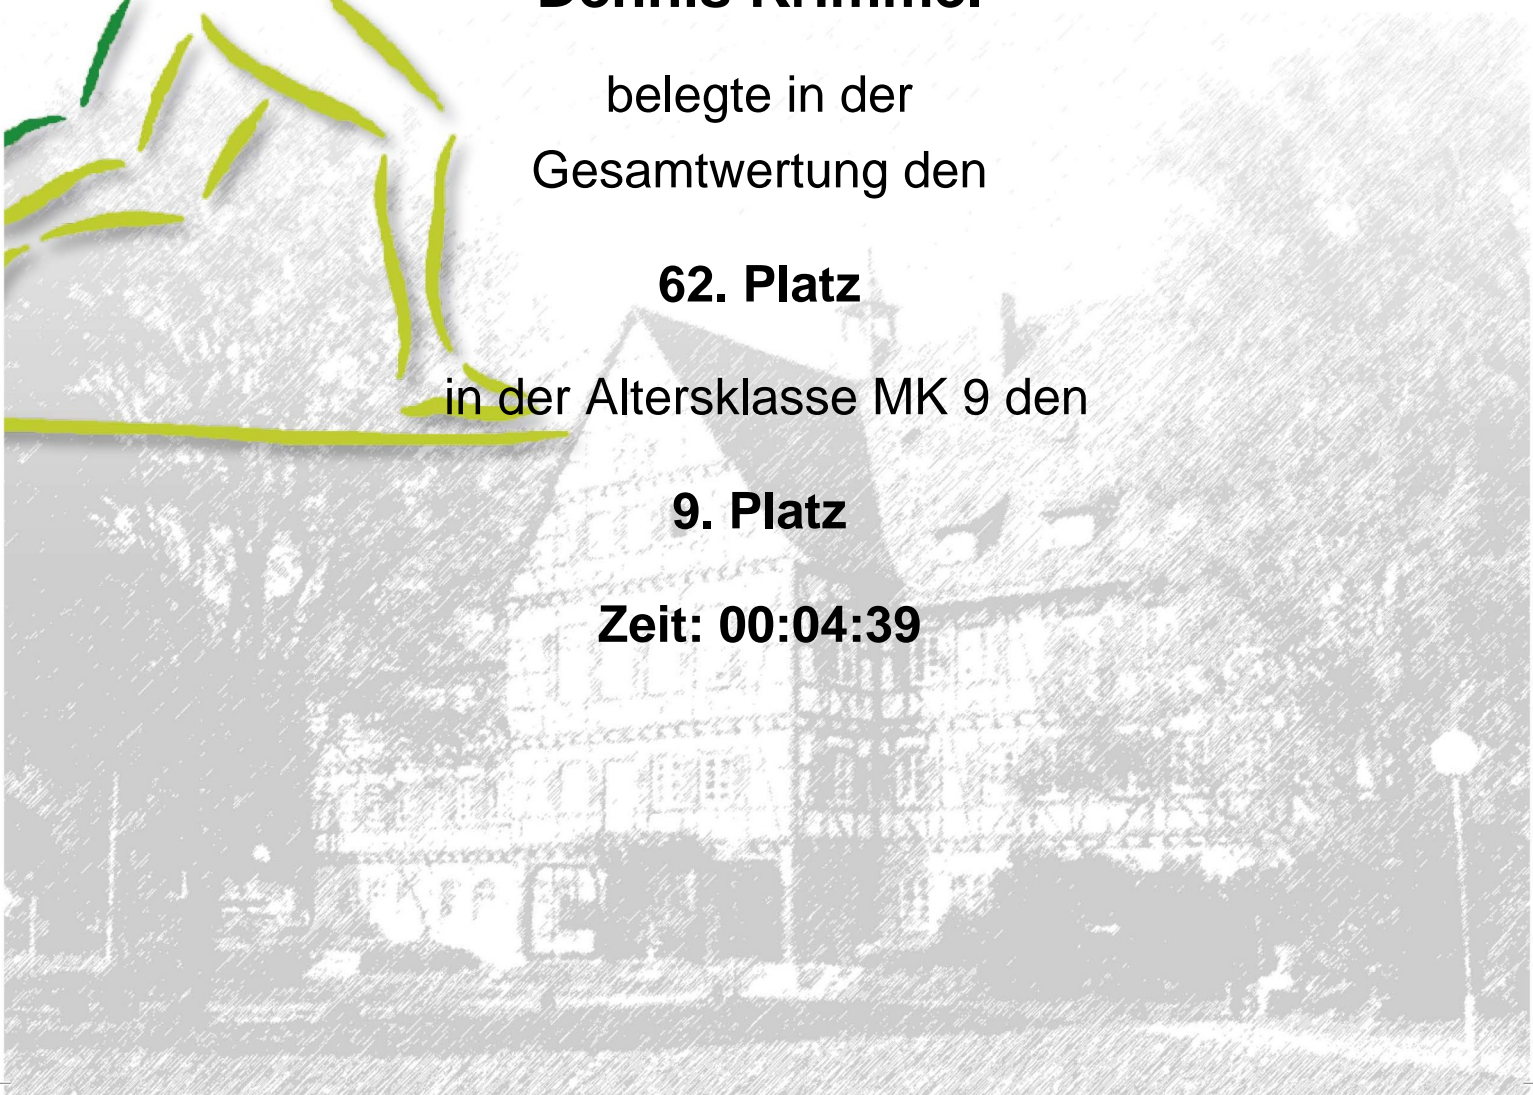 belegte in der
Gesamtwertung den
62. Platz
in der Altersklasse MK 9 den
9. Platz
Zeit: 00:04:39